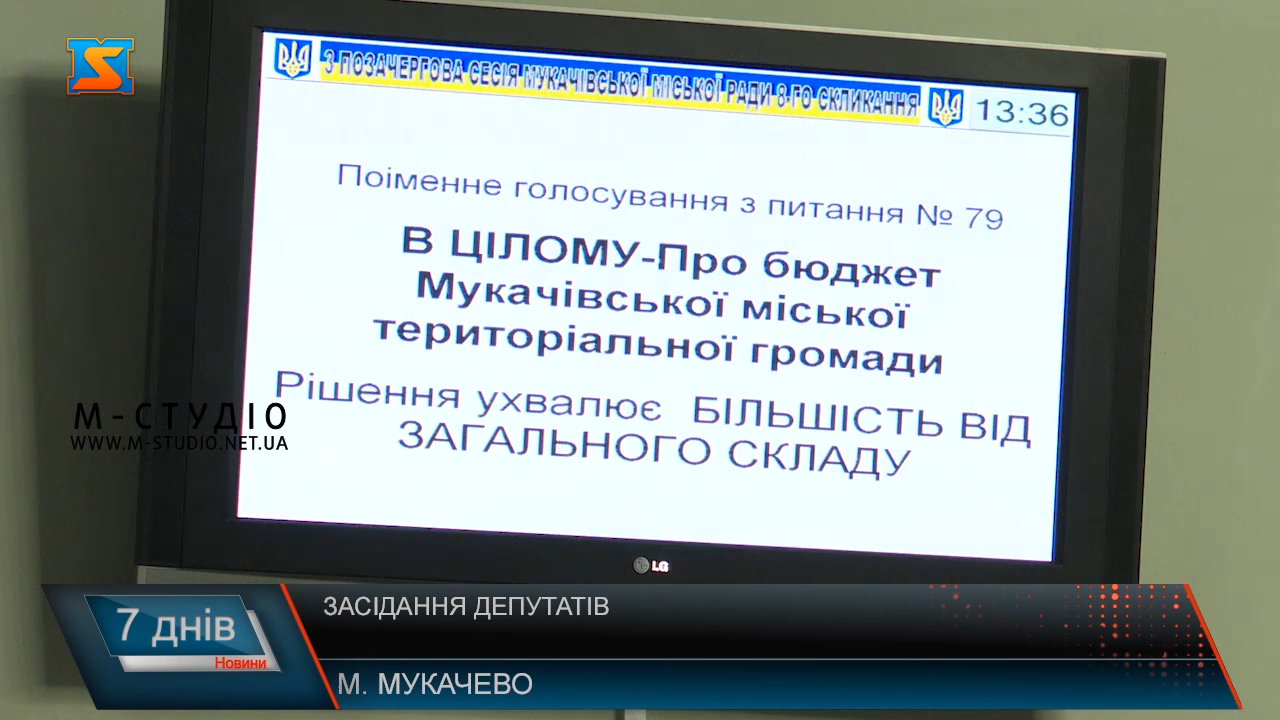 З ПОЗАЧЕРГОВА СЕСІЯ МУКАЧІВСЬКОЇ МІСЬКОЇ РАДИ 8-ГО СКЛИКАННЯ
13:36
Поіменне голосування з питання № 79
В ЦІЛОМУ-Про бюджет
Мукачівської міської
територіальної громади
Рішення ухвалює БІЛЬШІСТЬ ВІД
ЗАГАЛЬНОГО СКЛАДУ
М-СТУДІО
WWW.M-STUDIO.NET.UA
LG
7 днів
Новини
ЗАСІДАННЯ ДЕПУТАТІВ
М. МУКАЧЕВО